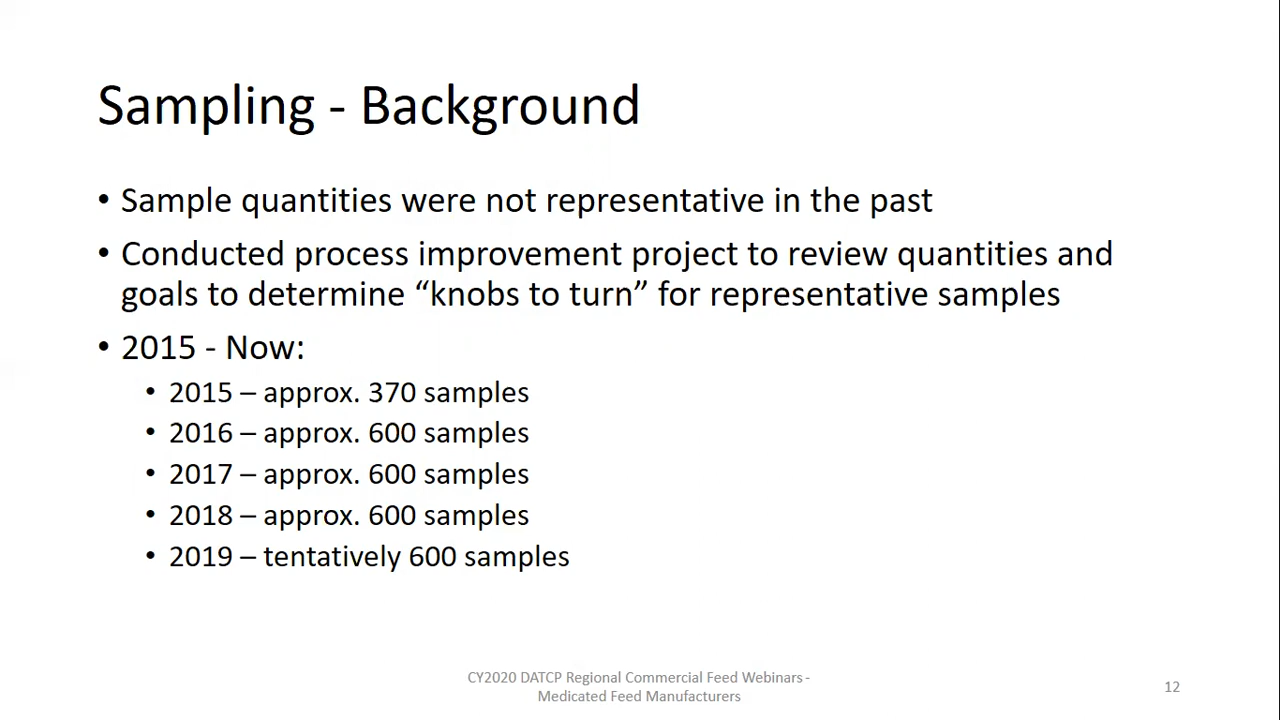 Sampling - Background
• Sample quantities were not representative in the past
• Conducted process improvement project to review quantities and
goals to determine “knobs to turn” for representative samples
• 2015 - Now:
• 2015 – approx. 370 samples
• 2016 – approx. 600 samples
• 2017 – approx. 600 samples
• 2018 – approx. 600 samples
• 2019 – tentatively 600 samples
CY2020 DATCP Regional Commercial Feed Webinars -
Medicated Feed Manufacturers
12